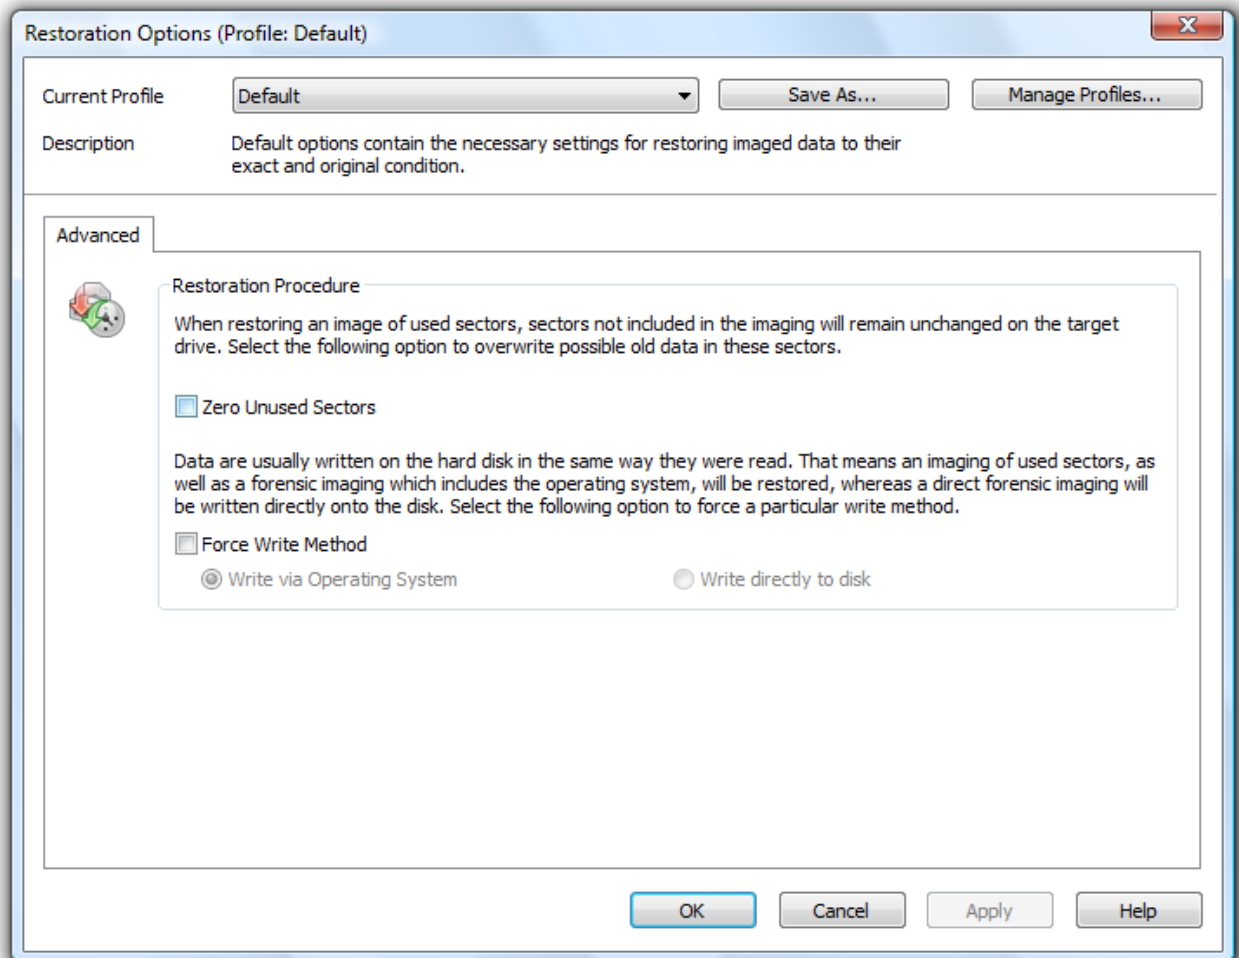 Restoration Options (Profile: Default)
Current Profile
Default
Save As...
Manage Profiles...
Description
Default options contain the necessary settings for restoring imaged data to their
exact and original condition.
Advanced
Restoration Procedure
When restoring an image of used sectors, sectors not included in the imaging will remain unchanged on the target
drive. Select the following option to overwrite possible old data in these sectors.
Zero Unused Sectors
Data are usually written on the hard disk in the same way they were read. That means an imaging of used sectors, as
well as a forensic imaging which includes the operating system, will be restored, whereas a direct forensic imaging will
be written directly onto the disk. Select the following option to force a particular write method.
Force Write Method
Write via Operating System
Write directly to disk
OK
Cancel
Apply
Help